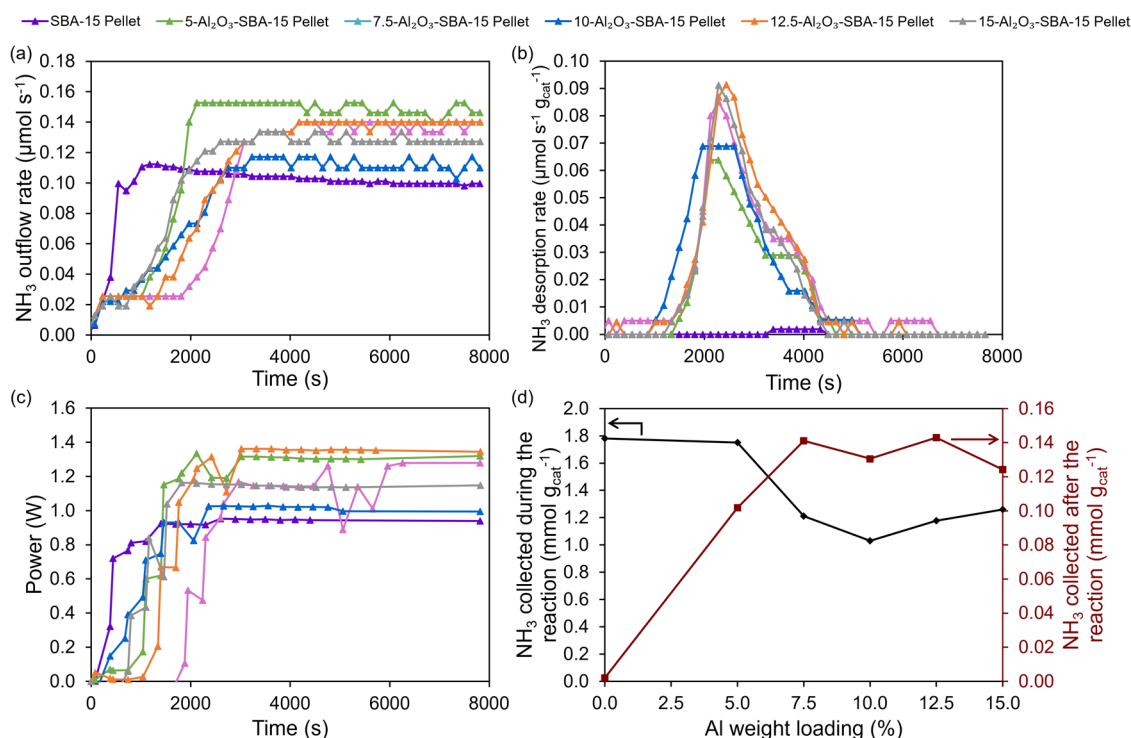 SBA-15 Pellet 5-Al₂O₃-SBA-15 Pellet 7.5-Al₂O₃-SBA-15 Pellet 10-Al₂O₃-SBA-15 Pellet 12.5-Al₂O₃-SBA-15 Pellet 15-Al₂O₃-SBA-15 Pellet
(a)
NH₃ outflow rate (µmol s⁻¹)
0.18
0.16
0.14
0.12
0.10
0.08
0.06
0.04
0.02
0.00
0 2000 4000 6000 8000
Time (s)
(b)
NH₃ desorption rate (µmol s⁻¹ g꜀ₐₜ⁻¹)
0.10
0.09
0.08
0.07
0.06
0.05
0.04
0.03
0.02
0.01
0.00
0 2000 4000 6000 8000
Time (s)
(c)
Power (W)
1.6
1.4
1.2
1.0
0.8
0.6
0.4
0.2
0.0
0 2000 4000 6000 8000
Time (s)
(d)
NH₃ collected during the
reaction (mmol g꜀ₐₜ⁻¹)
2.0
1.8
1.6
1.4
1.2
1.0
0.8
0.6
0.4
0.2
0.0
0.0 2.5 5.0 7.5 10.0 12.5 15.0
Al weight loading (%)
0.16
0.14
0.12
0.10
0.08
0.06
0.04
0.02
0.00
NH₃ collected after the
reaction (mmol g꜀ₐₜ⁻¹)